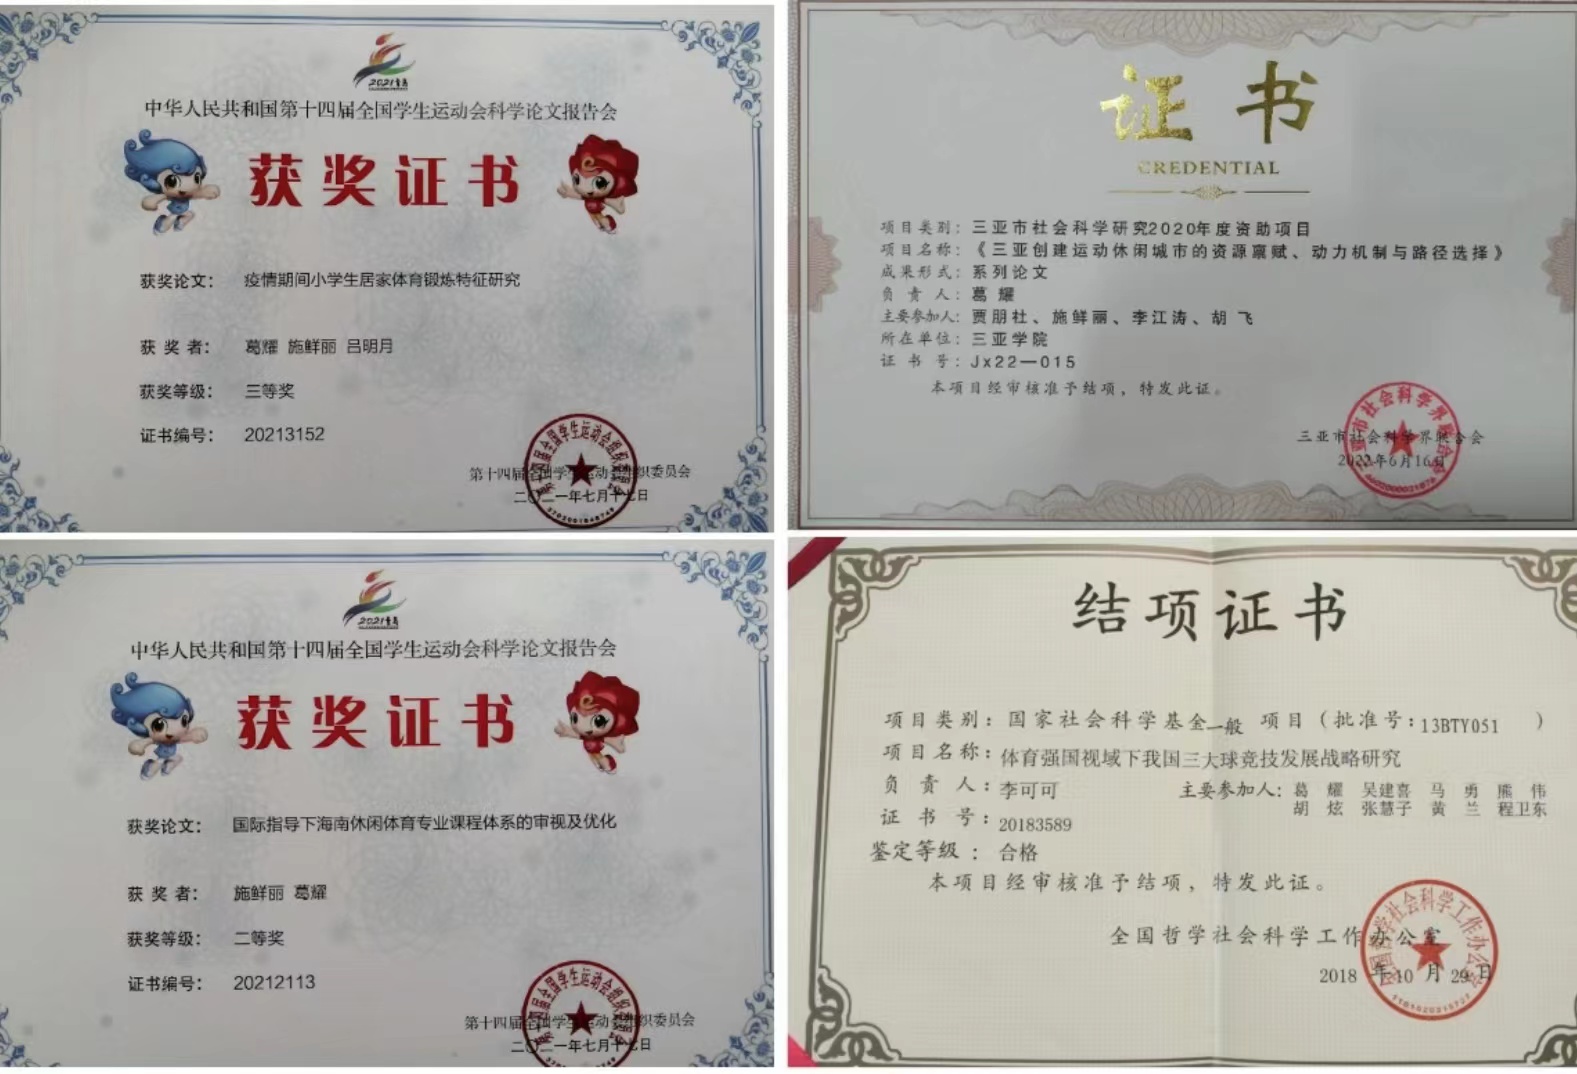 2021青岛
中华人民共和国第十四届全国学生运动会科学论文报告会
获奖证书
获奖论文： 疫情期间小学生居家体育锻炼特征研究
获 奖 者： 葛耀 施鲜丽 吕明月
获奖等级： 三等奖
证书编号： 20213152
第十四届全国学生运动会组织委员会
二〇二一年七月十七日
证书
CREDENTIAL
项目类别：三亚市社会科学研究2020年度资助项目
项目名称：《三亚创建运动休闲城市的资源禀赋、动力机制与路径选择》
成果形式：系列论文
负 责 人：葛 耀
主要参加人：贾朋社、施鲜丽、李江涛、胡 飞
所在单位：三亚学院
证 书 号：Jx22—015
本项目经审核准予结项，特发此证。
三亚市社会科学界联合会
2022年6月16日
2021青岛
中华人民共和国第十四届全国学生运动会科学论文报告会
获奖证书
获奖论文： 国际指导下海南休闲体育专业课程体系的审视及优化
获 奖 者： 施鲜丽 葛耀
获奖等级： 二等奖
证书编号： 20212113
第十四届全国学生运动会组织委员会
二〇二一年七月十七日
结项证书
项目类别：国家社会科学基金一般 项目（批准号：13BTY051 ）
项目名称：体育强国视域下我国三大球竞技发展战略研究
负 责 人：李可可 主要参加人：葛 耀 吴建喜 马 勇 熊 伟
胡 炫 张慧子 黄 兰 程卫东
证 书 号：20183589
鉴定等级：合格
本项目经审核准予结项，特发此证。
全国哲学社会科学工作办公室
2018 年10 月 29日